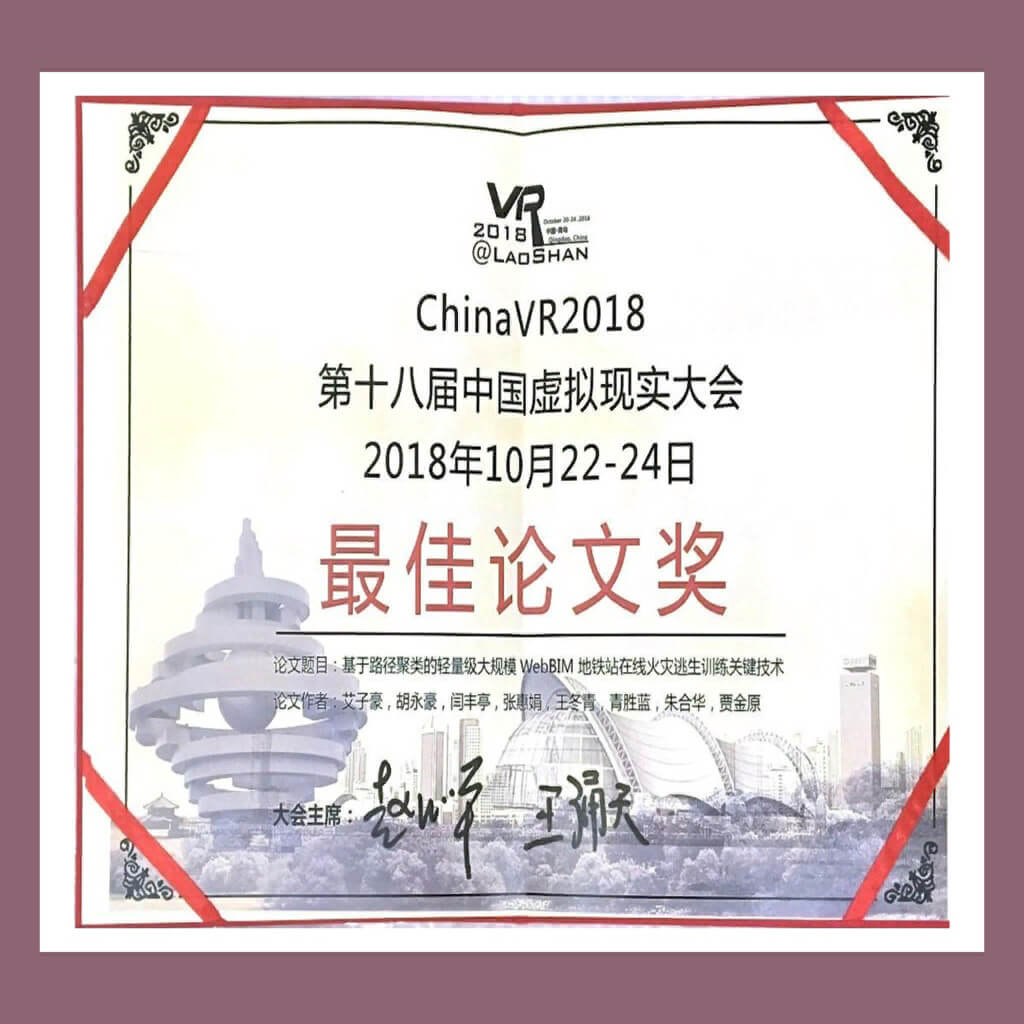 VR
2018
October 20-24, 2018
中国·青岛
Qingdao, China
@LAOSHAN
ChinaVR2018
第十八届中国虚拟现实大会
2018年10月22-24日
最佳论文奖
论文题目：基于路径聚类的轻量级大规模 WebBIM 地铁站在线火灾逃生训练关键技术
论文作者：艾子豪，胡永豪，闫丰亭，张惠娟，王冬青，青胜蓝，朱合华，贾金原
大会主席：
王涌天